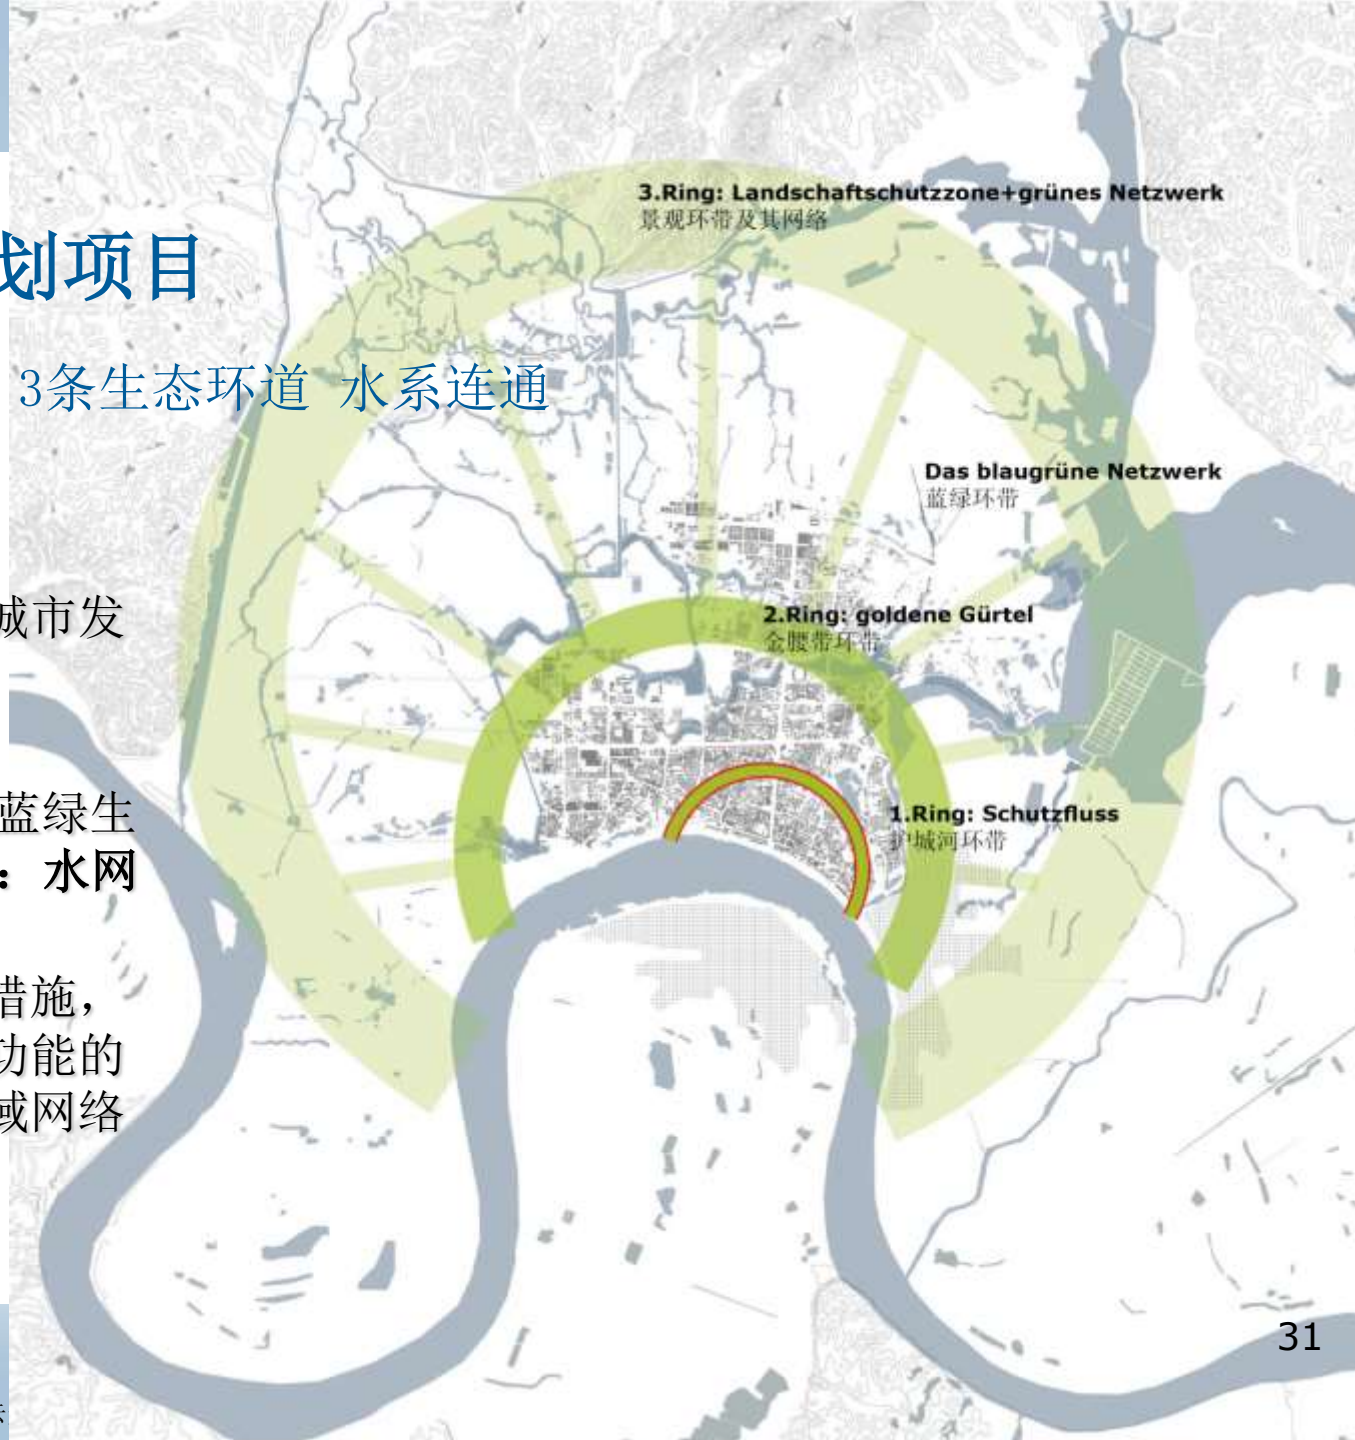 划项目
3条生态环道 水系连通
城市发
蓝绿生
：水网
措施，
功能的
域网络
3.Ring: Landschaftschutzzone+grünes Netzwerk
景观环带及其网络
Das blaugrüne Netzwerk
蓝绿环带
2.Ring: goldene Gürtel
金腰带环带
1.Ring: Schutzfluss
护城河环带
31